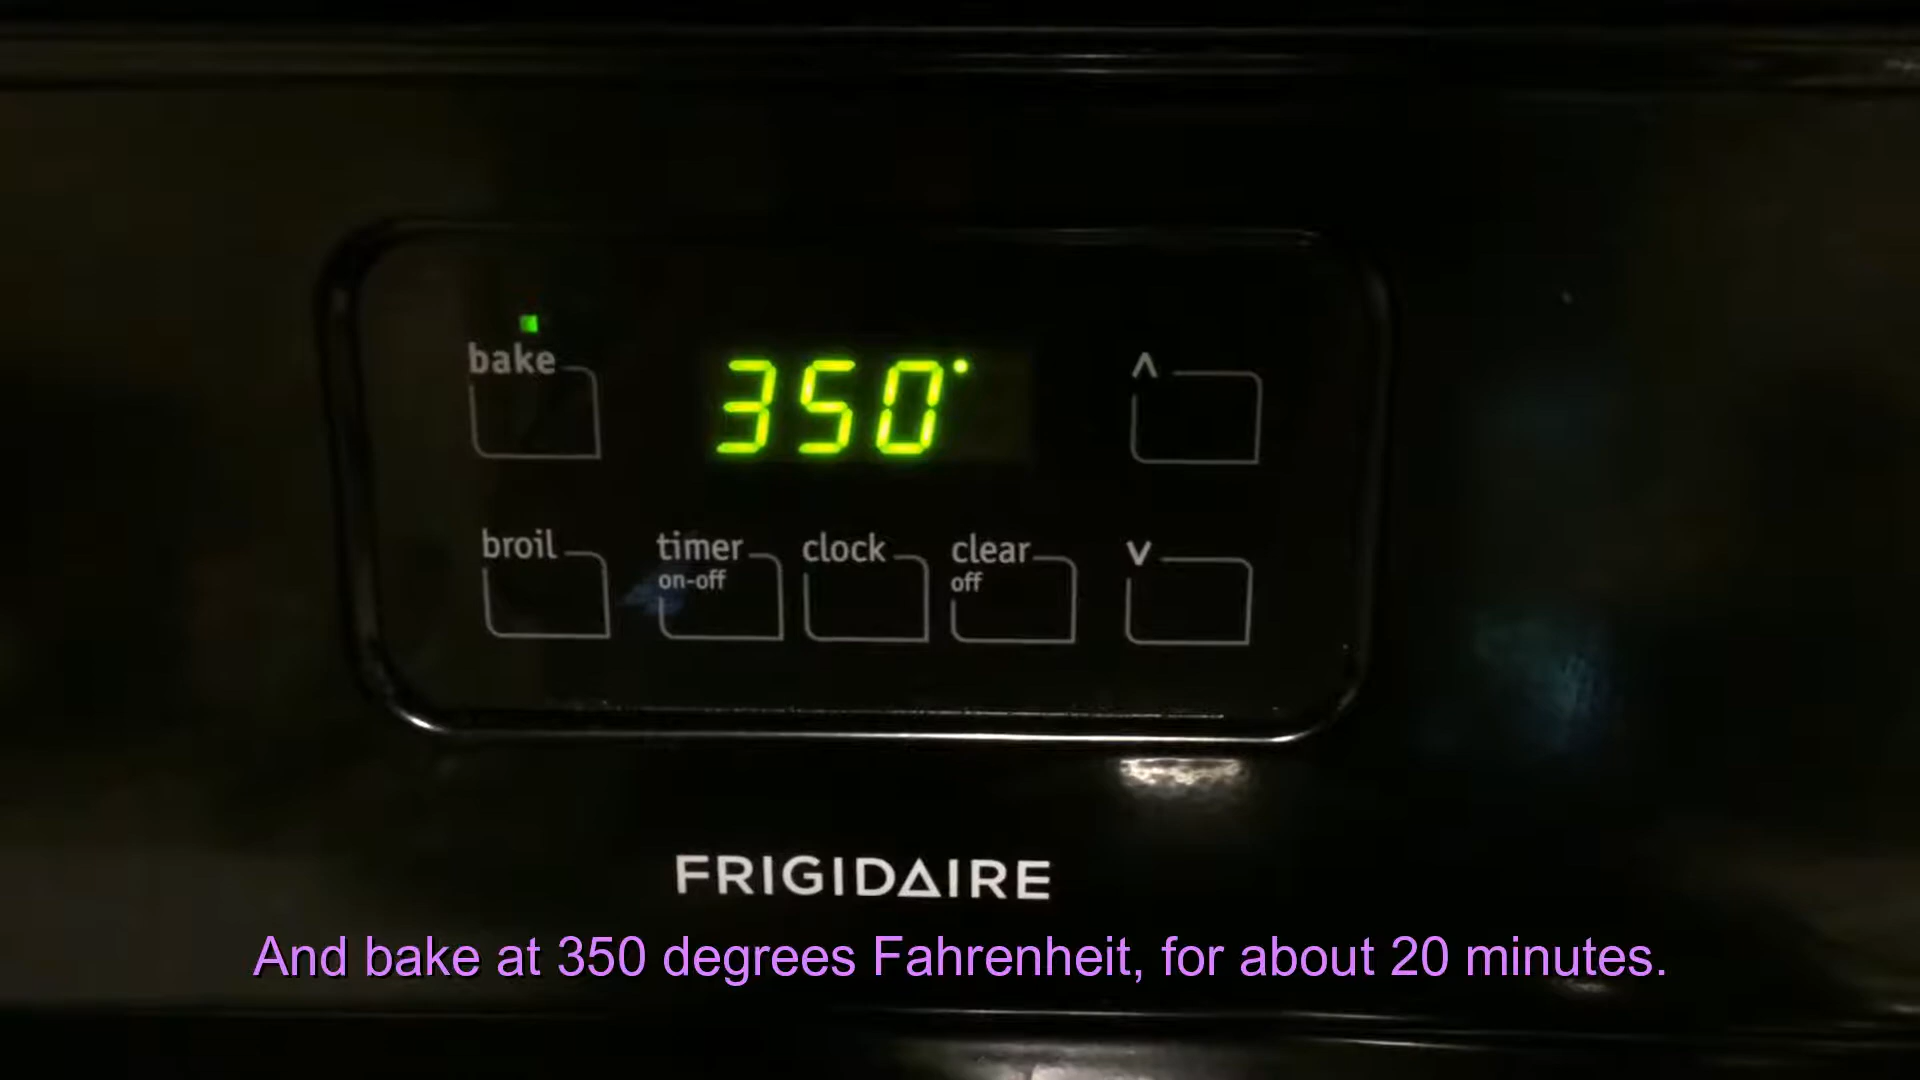 bake
350°
^
broil
timer
on-off
clock
clear
off
v
FRIGIDAIRE
And bake at 350 degrees Fahrenheit, for about 20 minutes.